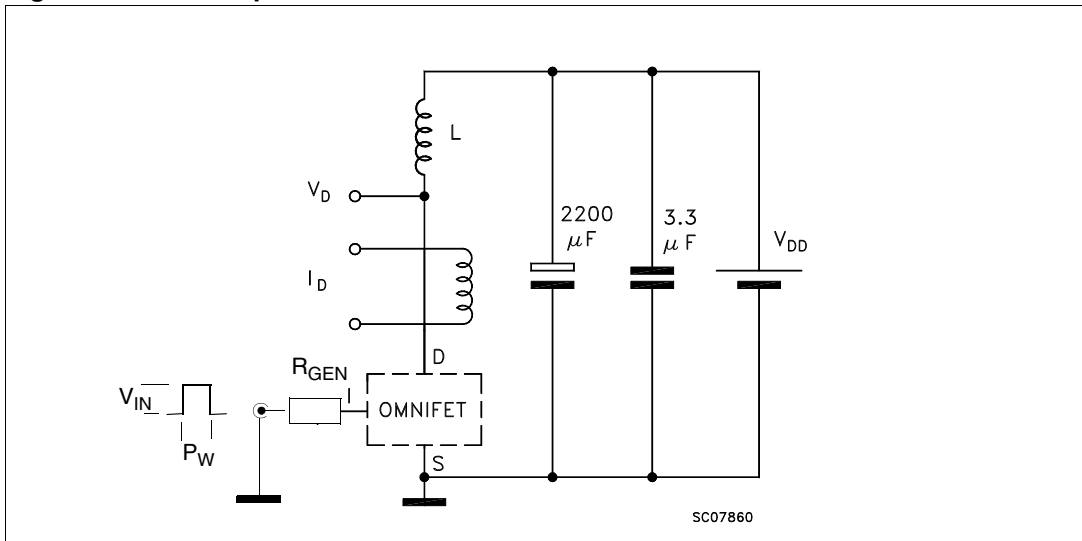 L
V_D
2200
μF
3.3
μF
V_DD
I_D
D
R_GEN
I
OMNIFET
V_IN
P_W
S
SC07860